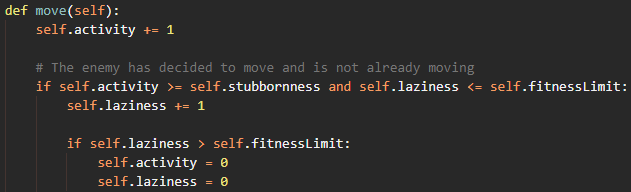 def move(self):
    self.activity += 1
    # The enemy has decided to move and is not already moving
    if self.activity >= self.stubbornness and self.laziness <= self.fitnessLimit:
        self.laziness += 1
        if self.laziness > self.fitnessLimit:
            self.activity = 0
            self.laziness = 0